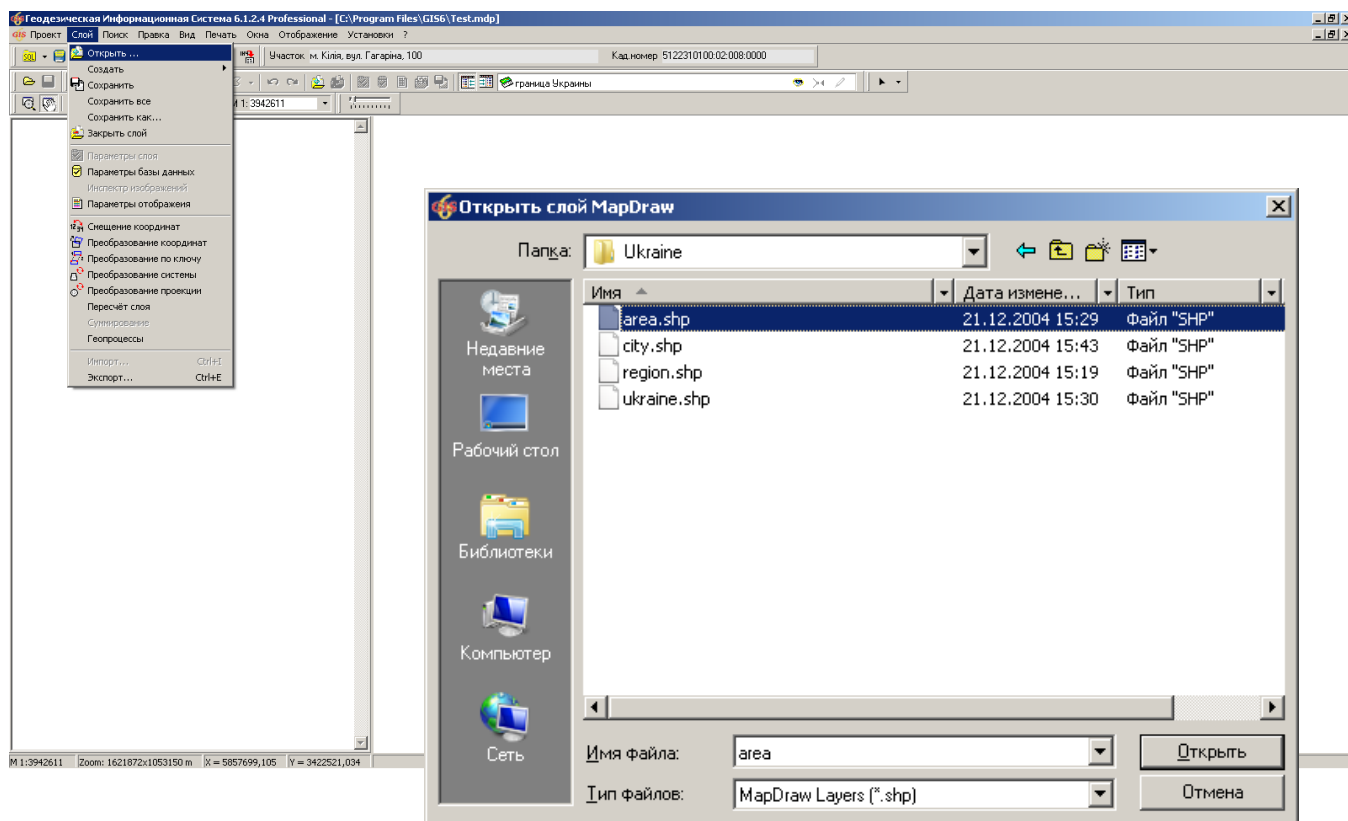 Геодезическая Информационная Система 6.1.2.4 Professional - [C:\Program Files\GIS6\Test.mdp]
GIS Проект Слой Поиск Правка Вид Печать Окна Отображение Установки ?
SQL Участок м. Кілія, вул. Гагаріна, 100 Кад.номер 5122310100:02:008:0000
граница Украины
1: 3942611
Открыть ...
Создать
Сохранить
Сохранить все
Сохранить как...
Закрыть слой
Параметры слоя
Параметры базы данных
Инспектр изображений
Параметры отображеия
Смещение координат
Преобразование координат
Преобразование по ключу
Преобразование системы
Преобразование проекции
Пересчёт слоя
Суммирование
Геопроцессы
Импорт... Ctrl+I
Экспорт... Ctrl+E
Открыть слой MapDraw
Папка: Ukraine
Имя Дата измене... Тип
area.shp 21.12.2004 15:29 Файл "SHP"
city.shp 21.12.2004 15:43 Файл "SHP"
region.shp 21.12.2004 15:19 Файл "SHP"
ukraine.shp 21.12.2004 15:30 Файл "SHP"
Недавние
места
Рабочий стол
Библиотеки
Компьютер
Сеть
Имя файла: area Открыть
Тип файлов: MapDraw Layers (*.shp) Отмена
M 1:3942611 Zoom: 1621872x1053150 m X = 5857699,105 Y = 3422521,034